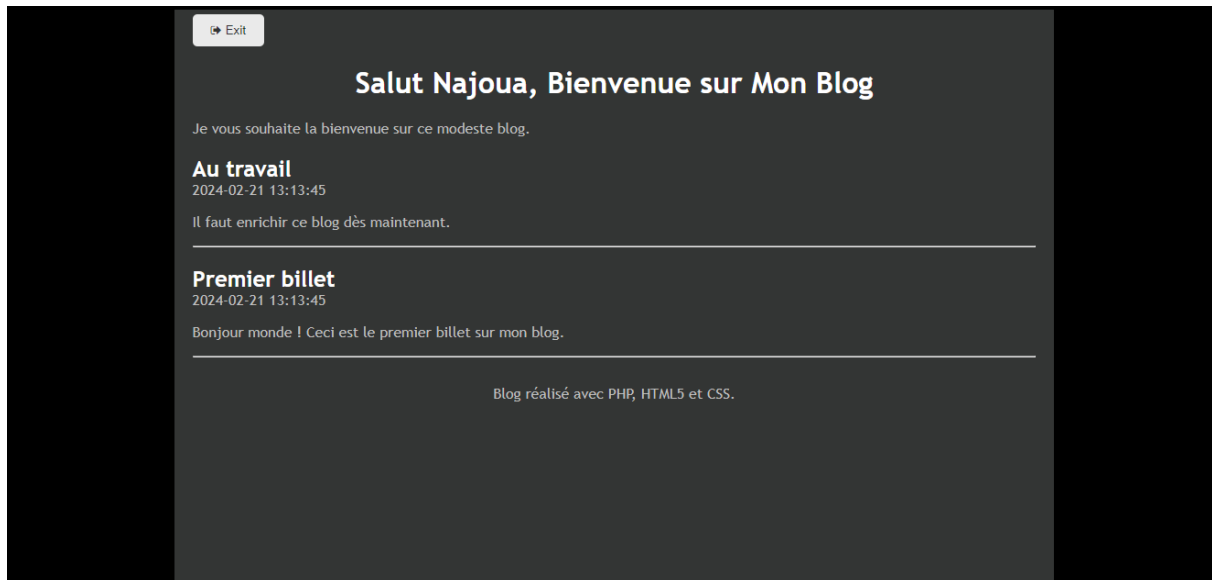 Exit
Salut Najoua, Bienvenue sur Mon Blog
Je vous souhaite la bienvenue sur ce modeste blog.
Au travail
2024-02-21 13:13:45
Il faut enrichir ce blog dès maintenant.
Premier billet
2024-02-21 13:13:45
Bonjour monde ! Ceci est le premier billet sur mon blog.
Blog réalisé avec PHP, HTML5 et CSS.